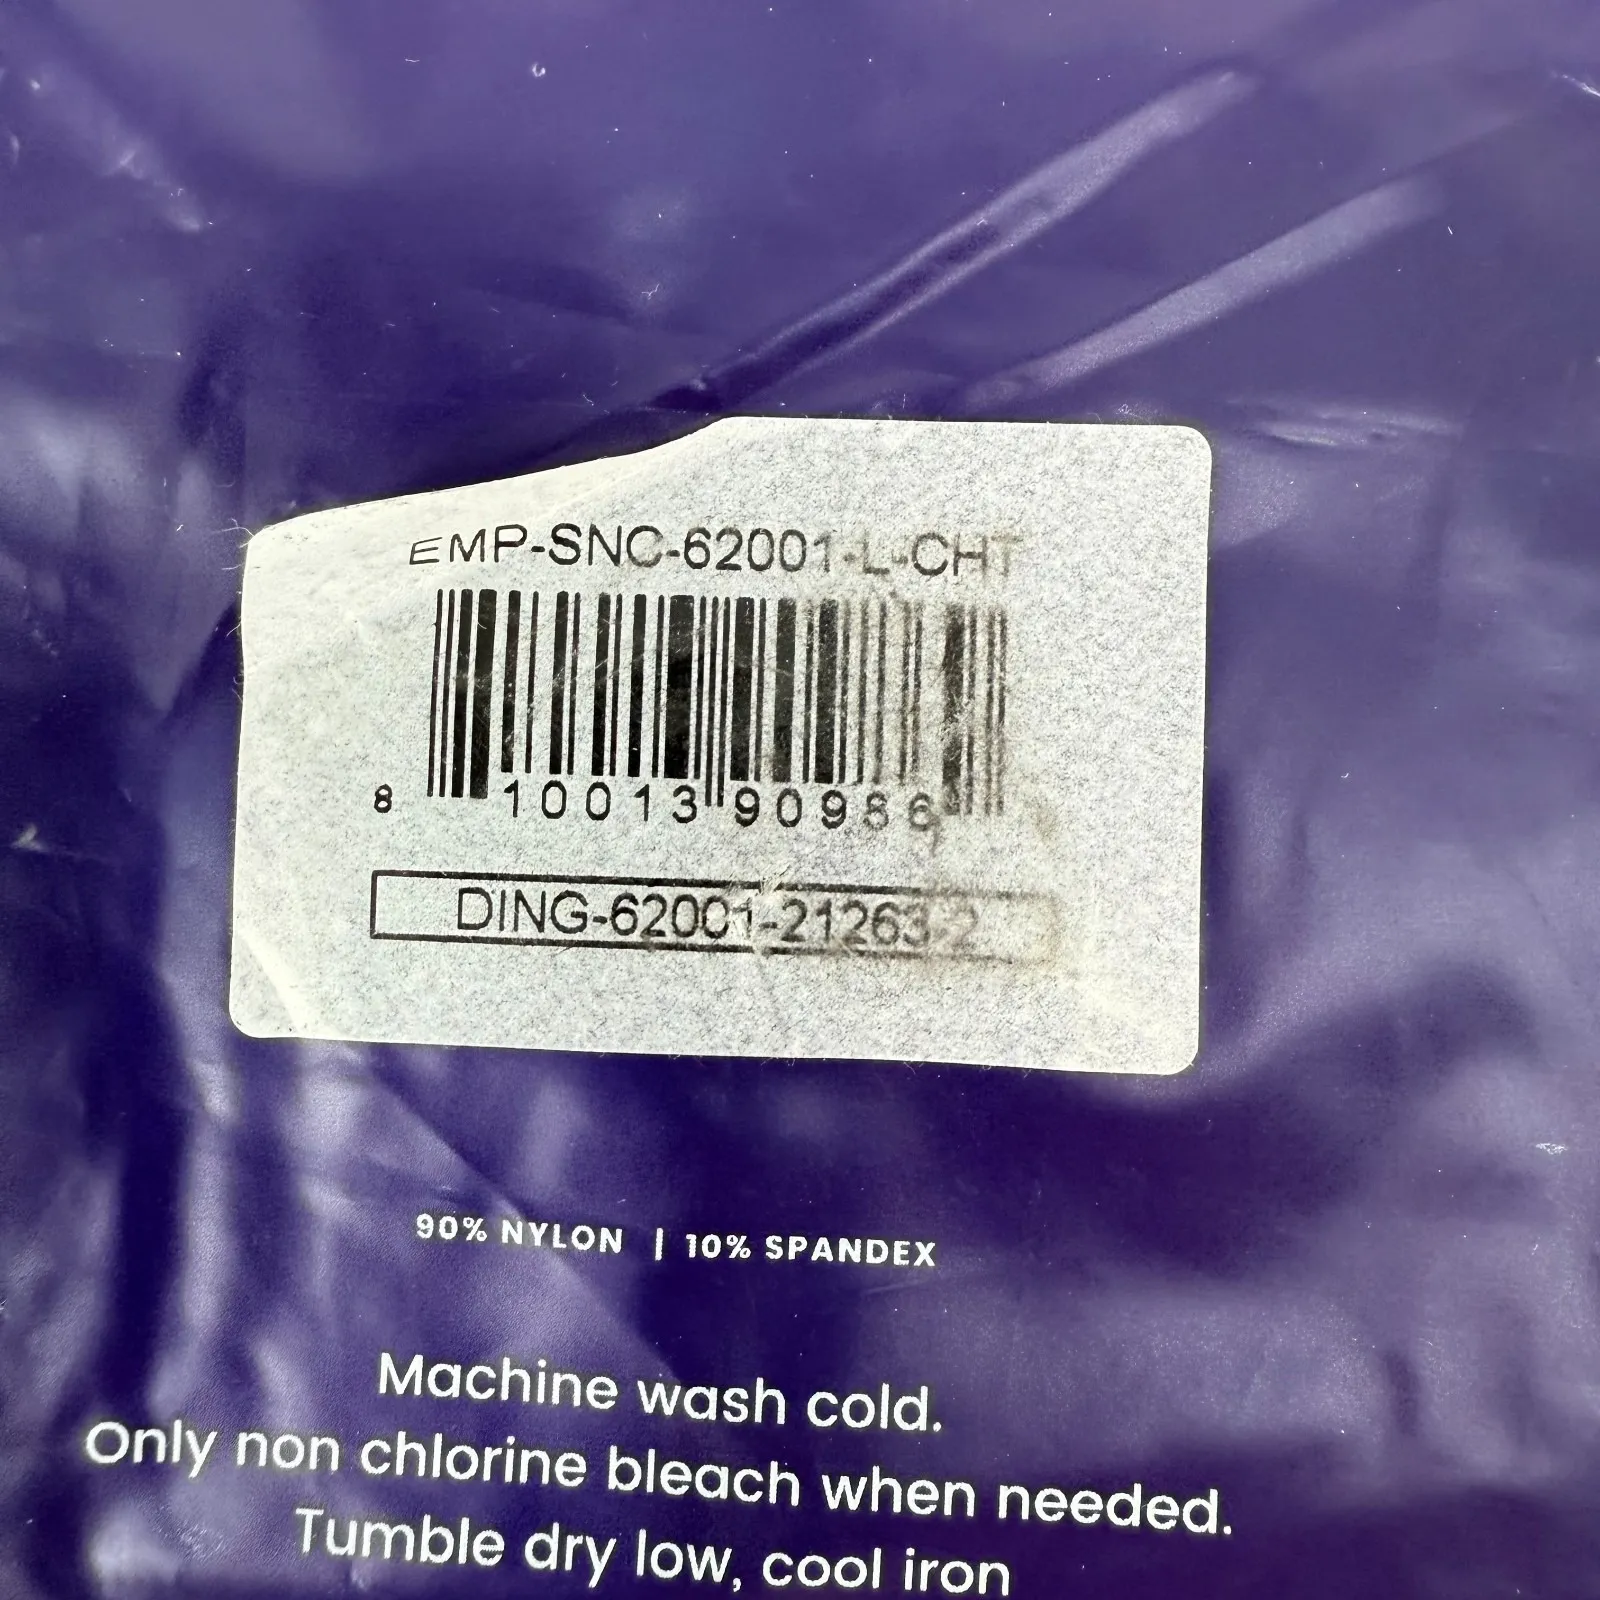 EMP-SNC-62001-L-CHT
8 10013 90986
DING-62001-21263-2
90% NYLON | 10% SPANDEX
Machine wash cold.
Only non chlorine bleach when needed.
Tumble dry low, cool iron